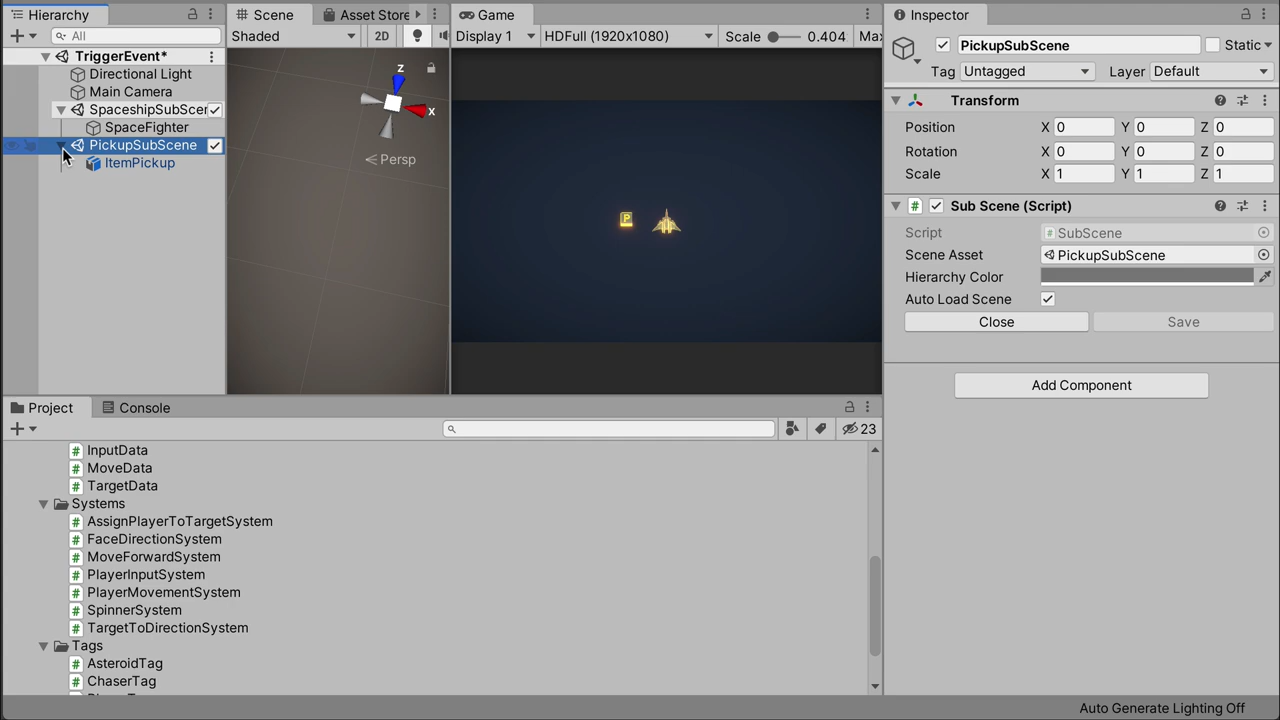 Hierarchy
All
TriggerEvent*
Directional Light
Main Camera
SpaceshipSubScen
SpaceFighter
PickupSubScene
ItemPickup
Scene
Asset Store
Shaded
2D
Z
X
Persp
Game
Display 1
HDFull (1920x1080)
Scale
0.404
Max
P
Inspector
PickupSubScene
Static
Tag
Untagged
Layer
Default
Transform
Position X 0 Y 0 Z 0
Rotation X 0 Y 0 Z 0
Scale X 1 Y 1 Z 1
Sub Scene (Script)
Script
SubScene
Scene Asset
PickupSubScene
Hierarchy Color
Auto Load Scene
Close
Save
Add Component
Project
Console
23
InputData
MoveData
TargetData
Systems
AssignPlayerToTargetSystem
FaceDirectionSystem
MoveForwardSystem
PlayerInputSystem
PlayerMovementSystem
SpinnerSystem
TargetToDirectionSystem
Tags
AsteroidTag
ChaserTag
Auto Generate Lighting Off